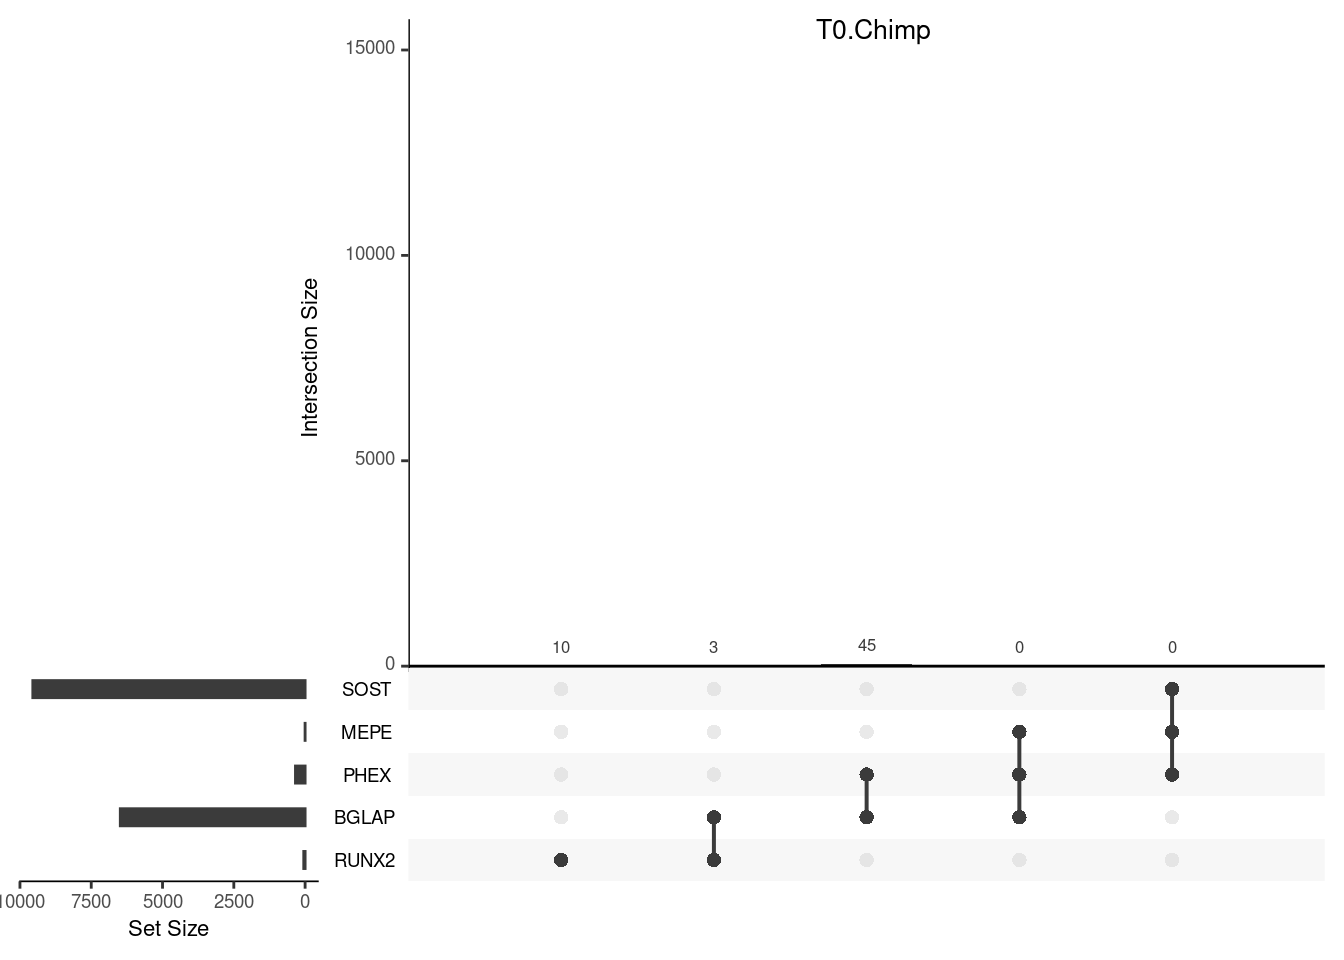 T0.Chimp
15000
10000
5000
0
Intersection Size
10 3 45 0 0
SOST
MEPE
PHEX
BGLAP
RUNX2
10000 7500 5000 2500 0
Set Size